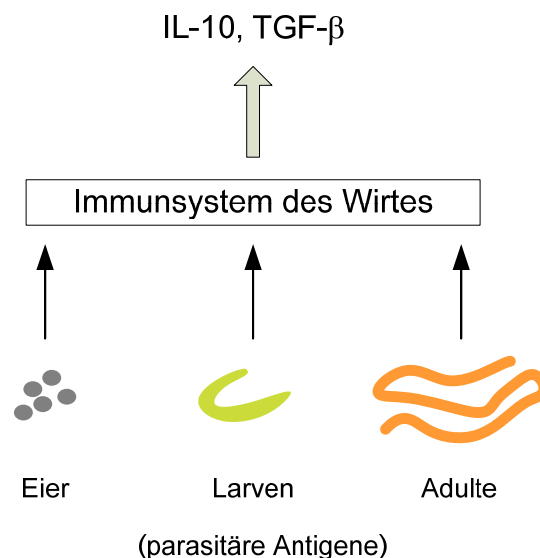 IL-10, TGF-β
Immunsystem des Wirtes
Eier Larven Adulte
(parasitäre Antigene)